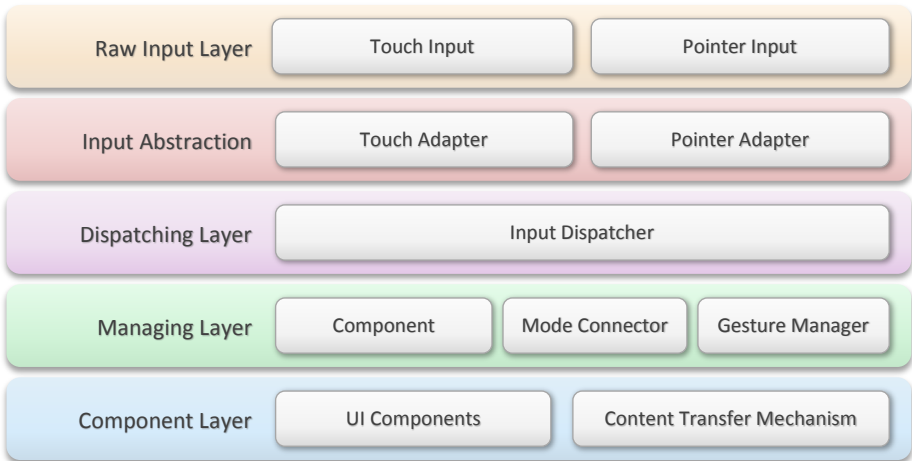 Raw Input Layer Touch Input Pointer Input
Input Abstraction Touch Adapter Pointer Adapter
Dispatching Layer Input Dispatcher
Managing Layer Component Mode Connector Gesture Manager
Component Layer UI Components Content Transfer Mechanism